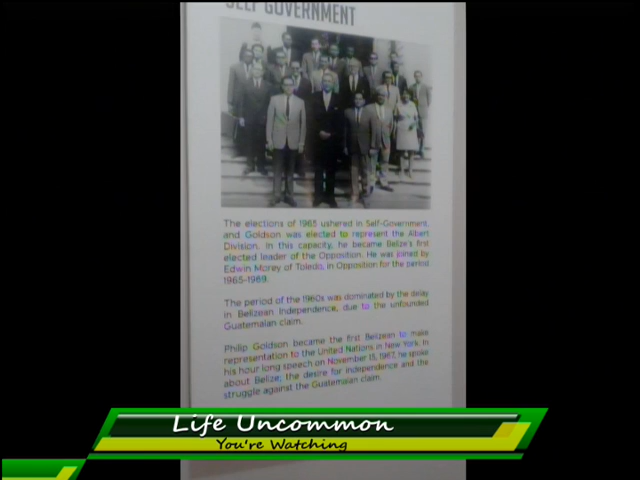 SELF GOVERNMENT
The elections of 1965 ushered in Self-Government,
and Goldson was elected to represent the Albert
Division. In this capacity, he became Belize's first
elected leader of the Opposition. He was joined by
Edwin Morey of Toledo, in Opposition for the period
1965-1969.
The period of the 1960s was dominated by the delay
in Belizean Independence, due to the unfounded
Guatemalan claim.
Philip Goldson became the first Belizean to make
representation to the United Nations in New York. In
his hour long speech on November 15, 1967, he spoke
about Belize, the desire for independence and the
struggle against the Guatemalan claim.
Life Uncommon
You're Watching